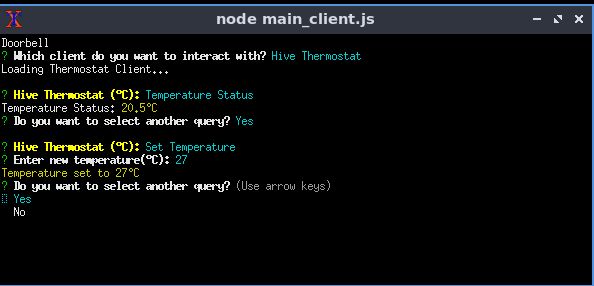 node main_client.js
Doorbell
? Which client do you want to interact with? Hive Thermostat
Loading Thermostat Client...
? Hive Thermostat (°C): Temperature Status
Temperature Status: 20.5°C
? Do you want to select another query? Yes
? Hive Thermostat (°C): Set Temperature
? Enter new temperature(°C): 27
Temperature set to 27°C
? Do you want to select another query? (Use arrow keys)
Yes
No